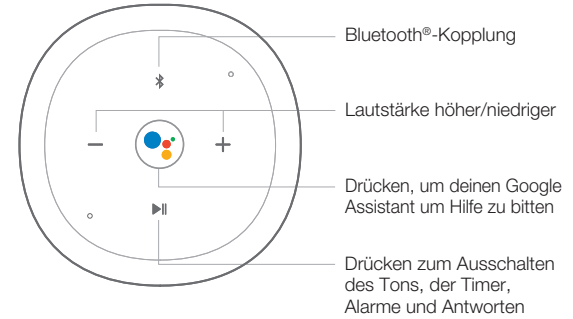 Bluetooth®-Kopplung
Lautstärke höher/niedriger
Drücken, um deinen Google
Assistant um Hilfe zu bitten
Drücken zum Ausschalten
des Tons, der Timer,
Alarme und Antworten